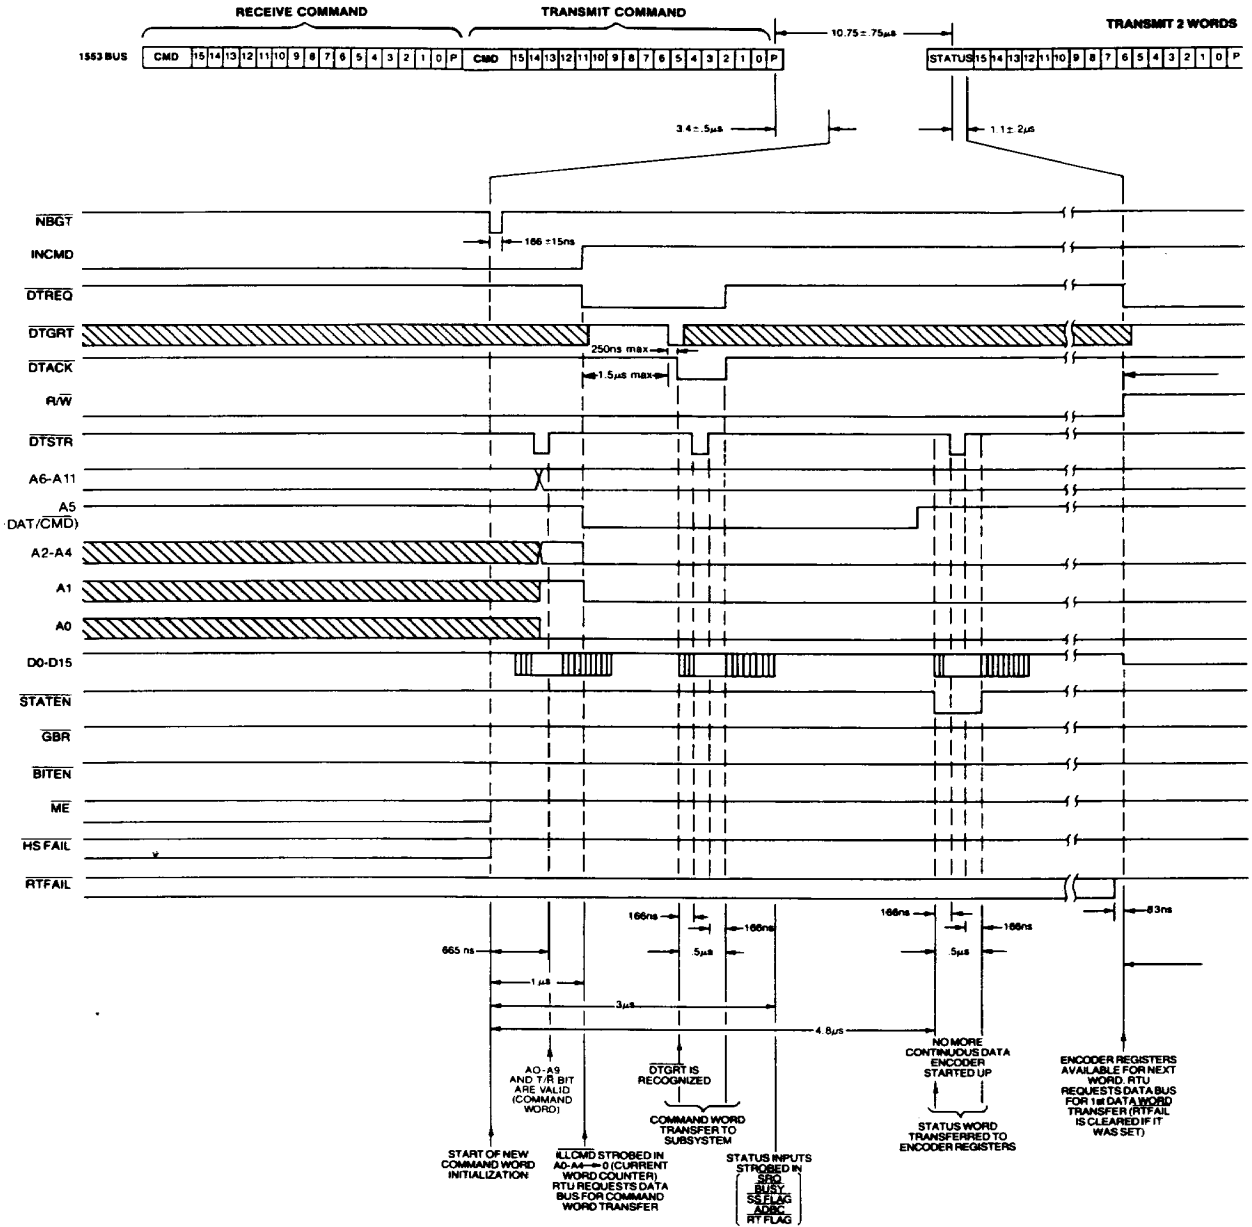 RECEIVE COMMAND
TRANSMIT COMMAND
10.75±.75µs
TRANSMIT 2 WORDS
1553 BUS
CMD 15 14 13 12 11 10 9 8 7 6 5 4 3 2 1 0 P CMD 15 14 13 12 11 10 9 8 7 6 5 4 3 2 1 0 P
STATUS 15 14 13 12 11 10 9 8 7 6 5 4 3 2 1 0 P
3.4±.5µs
1.1±.2µs
NBGT
166±15ns
INCMD
DTREQ
DTGRT
250ns max
DTACK
1.5µs max
R/W
DTSTR
A6-A11
A5
DAT/CMD)
A2-A4
A1
A0
D0-D15
STATEN
GBR
BITEN
ME
HS FAIL
RTFAIL
166ns
166ns
166ns
166ns
83ns
665 ns
.5µs
.5µs
1 µs
3µs
4.8µs
AO-A9
AND T/R BIT
ARE VALID
(COMMAND
WORD)
DTGRT IS
RECOGNIZED
NO MORE
CONTINUOUS DATA
ENCODER
STARTED UP
ENCODER REGISTERS
AVAILABLE FOR NEXT
WORD. RTU
REQUESTS DATA BUS
FOR 1st DATA WORD
TRANSFER (RTFAIL
IS CLEARED IF IT
WAS SET)
COMMAND WORD
TRANSFER TO
SUBSYSTEM
STATUS WORD
TRANSFERRED TO
ENCODER REGISTERS
START OF NEW
COMMAND WORD
INITIALIZATION
ILLCMD STROBED IN
A0-A4→0 (CURRENT
WORD COUNTER)
RTU REQUESTS DATA
BUS FOR COMMAND
WORD TRANSFER
STATUS INPUTS
STROBED IN
SRQ
BUSY
SS FLAG
ADBC
RT FLAG